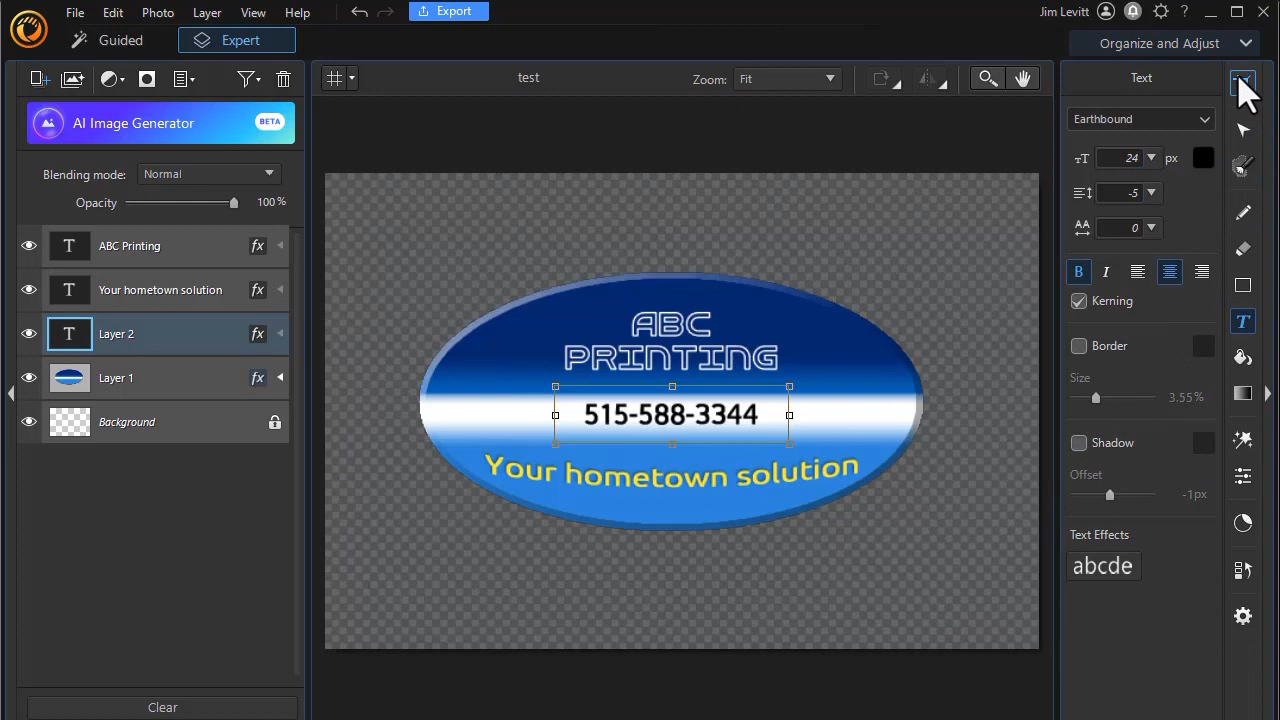 File Edit Photo Layer View Help Export Jim Levitt ?
Guided Expert Organize and Adjust
test Zoom: Fit Text
AI Image Generator BETA
Earthbound
24 px
Blending mode: Normal
-5
Opacity 100%
AA 0
T ABC Printing fx
B I
T Your hometown solution fx
Kerning
T Layer 2 fx
Border
Layer 1 fx
Size
3.55%
Background
Shadow
Offset
-1px
Text Effects
abcde
ABC
PRINTING
515-588-3344
Your hometown solution
Clear